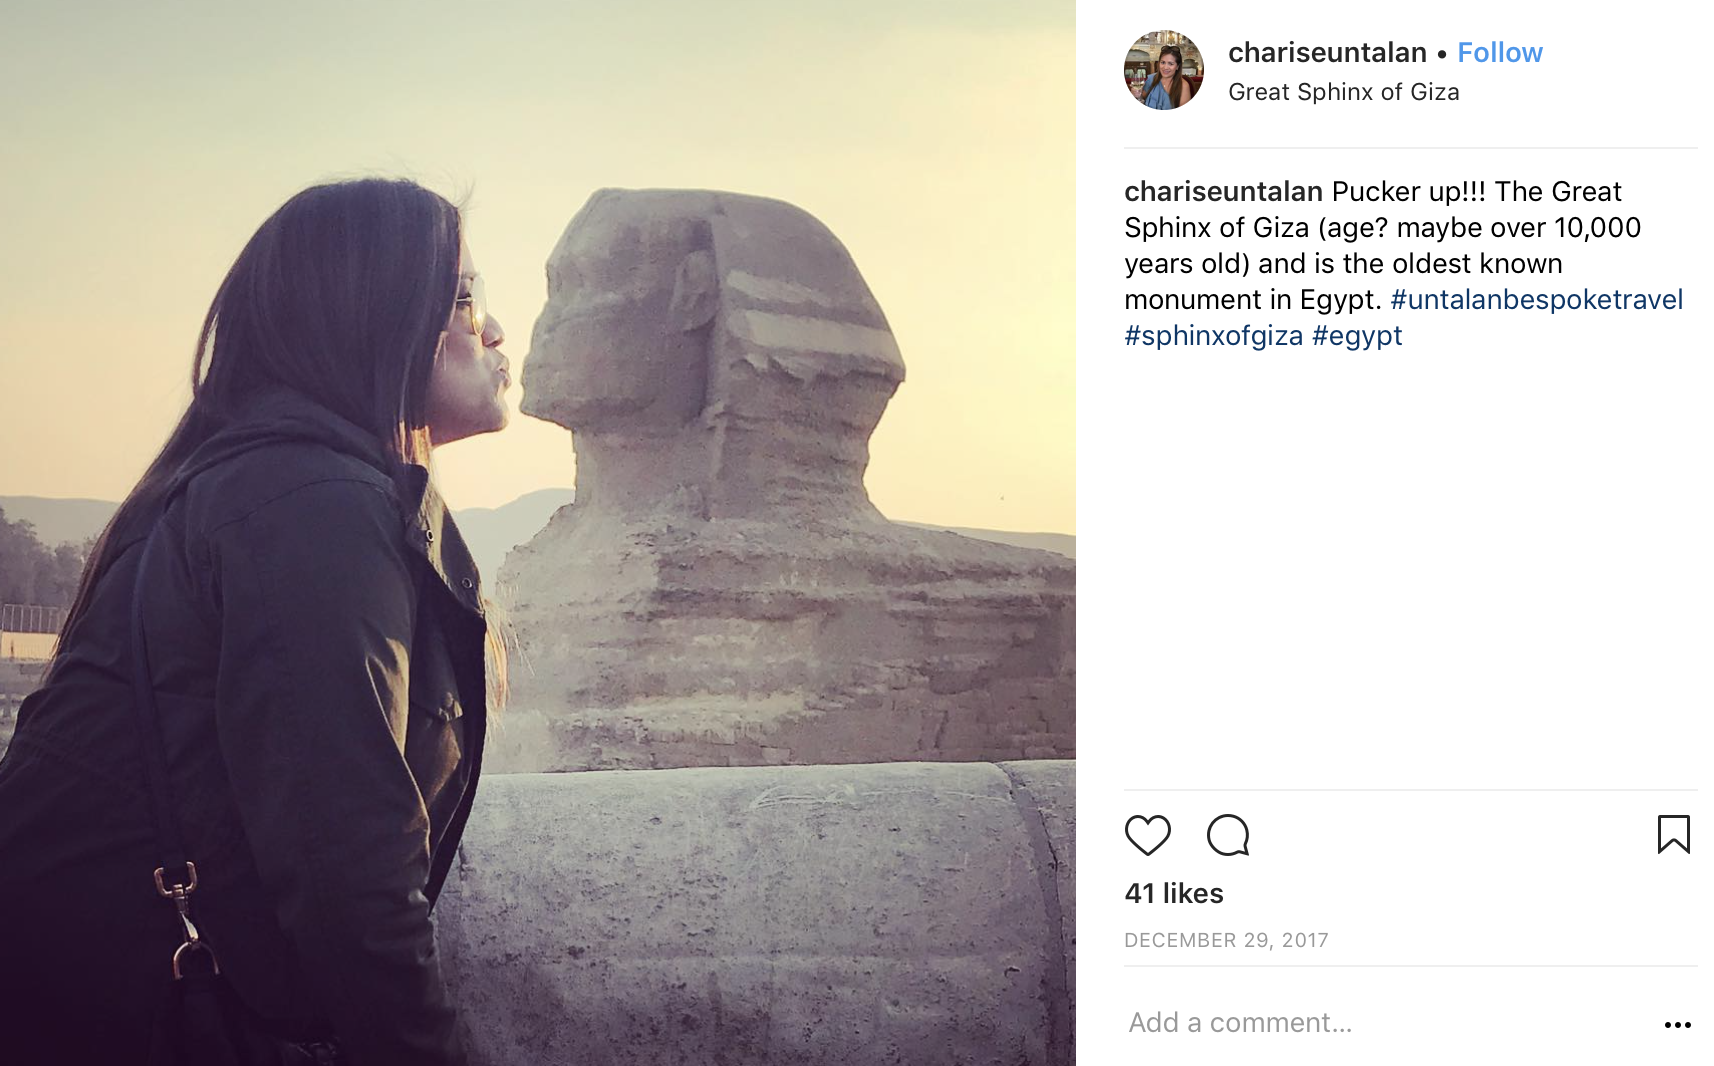 chariseuntalan • Follow
Great Sphinx of Giza
chariseuntalan Pucker up!!! The Great
Sphinx of Giza (age? maybe over 10,000
years old) and is the oldest known
monument in Egypt. #untalanbespoketravel
#sphinxofgiza #egypt
41 likes
DECEMBER 29, 2017
Add a comment...